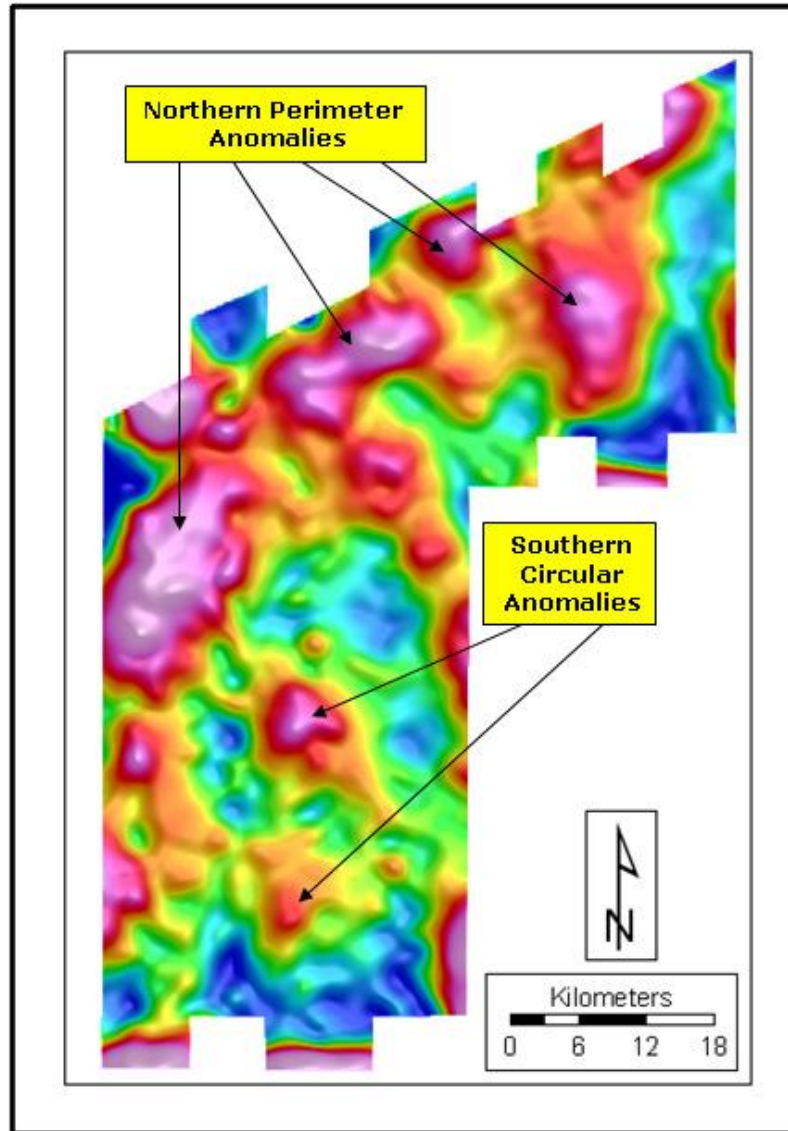 Northern Perimeter
Anomalies
Southern
Circular
Anomalies
N
Kilometers
0 6 12 18